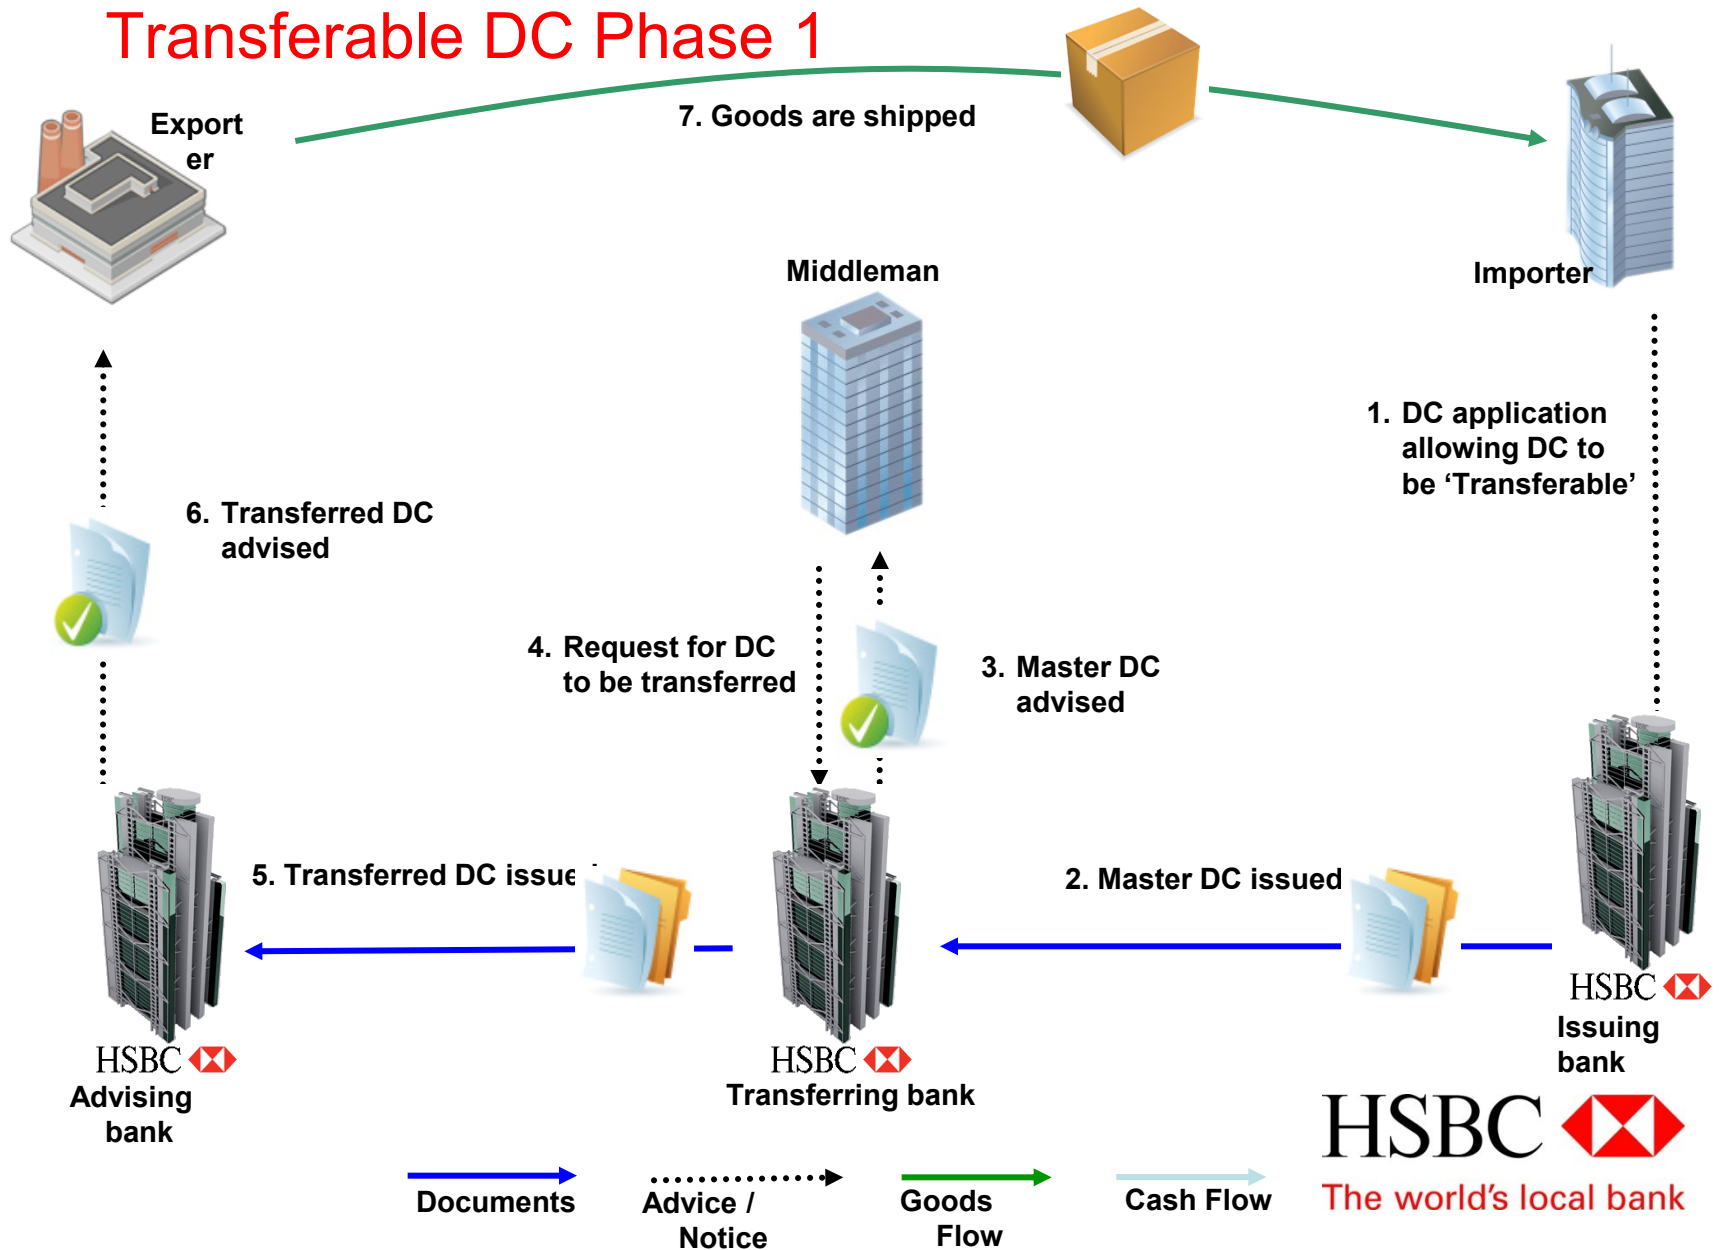 Transferable DC Phase 1
Export
er
7. Goods are shipped
Middleman
Importer
1. DC application
allowing DC to
be ‘Transferable’
6. Transferred DC
advised
4. Request for DC
to be transferred
3. Master DC
advised
5. Transferred DC issue
2. Master DC issued
HSBC
Advising
bank
HSBC
Transferring bank
HSBC
Issuing
bank
HSBC
The world's local bank
Documents
Advice /
Notice
Goods
Flow
Cash Flow